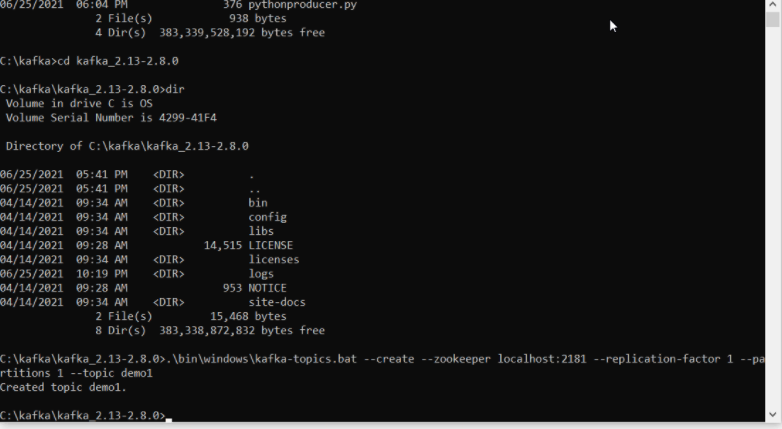 06/25/2021  06:04 PM               376 pythonproducer.py
               2 File(s)            938 bytes
               4 Dir(s)  383,339,528,192 bytes free
C:\kafka>cd kafka_2.13-2.8.0
C:\kafka\kafka_2.13-2.8.0>dir
 Volume in drive C is OS
 Volume Serial Number is 4299-41F4
 Directory of C:\kafka\kafka_2.13-2.8.0
06/25/2021  05:41 PM    <DIR>          .
06/25/2021  05:41 PM    <DIR>          ..
04/14/2021  09:34 AM    <DIR>          bin
04/14/2021  09:34 AM    <DIR>          config
04/14/2021  09:34 AM    <DIR>          libs
04/14/2021  09:28 AM            14,515 LICENSE
04/14/2021  09:34 AM    <DIR>          licenses
06/25/2021  10:19 PM    <DIR>          logs
04/14/2021  09:28 AM               953 NOTICE
04/14/2021  09:34 AM    <DIR>          site-docs
               2 File(s)         15,468 bytes
               8 Dir(s)  383,338,872,832 bytes free
C:\kafka\kafka_2.13-2.8.0>.\bin\windows\kafka-topics.bat --create --zookeeper localhost:2181 --replication-factor 1 --pa
rtitions 1 --topic demo1
Created topic demo1.
C:\kafka\kafka_2.13-2.8.0>